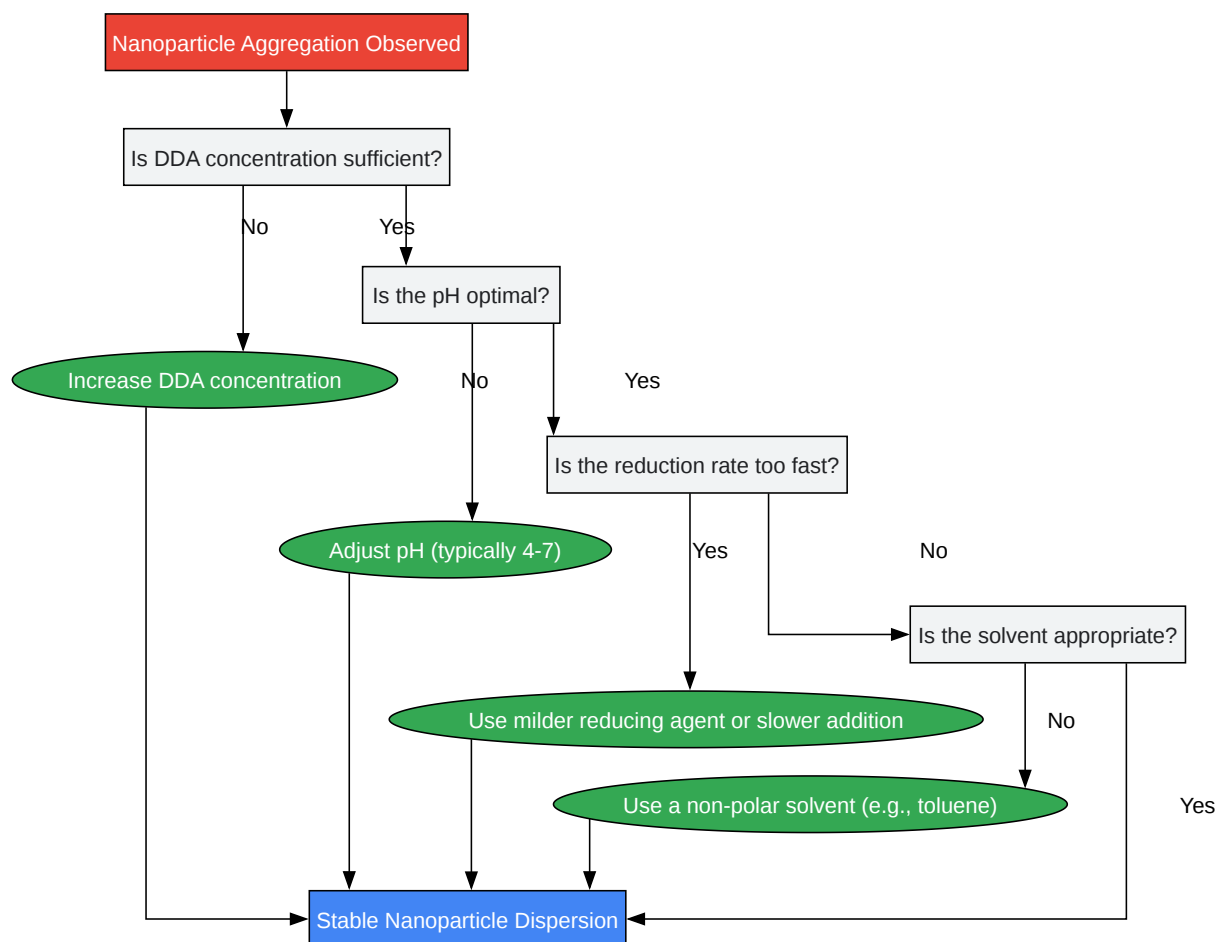 Nanoparticle Aggregation Observed
Is DDA concentration sufficient?
No
Yes
Is the pH optimal?
Increase DDA concentration
No
Yes
Is the reduction rate too fast?
Adjust pH (typically 4-7)
Yes
No
Is the solvent appropriate?
Use milder reducing agent or slower addition
No
Use a non-polar solvent (e.g., toluene)
Yes
Stable Nanoparticle Dispersion